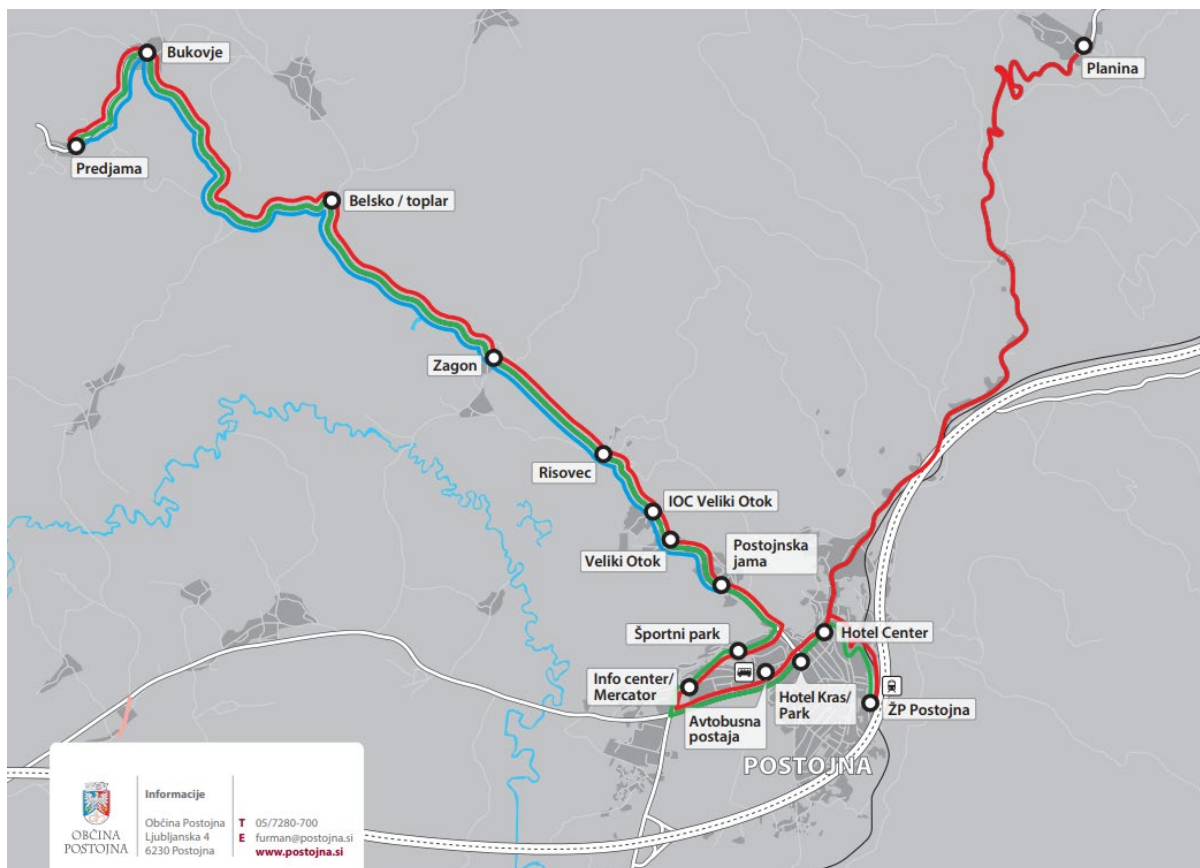 Bukovje
Planina
Predjama
Belsko / toplar
Zagon
Risovec
IOC Veliki Otok
Veliki Otok
Postojnska
jama
Športni park
Hotel Center
Info center/
Mercator
Avtobusna
postaja
Hotel Kras/
Park
ŽP Postojna
POSTOJNA
OBČINA
POSTOJNA
Informacije
Občina Postojna
Ljubljanska 4
6230 Postojna
T 05/7280-700
E furman@postojna.si
www.postojna.si